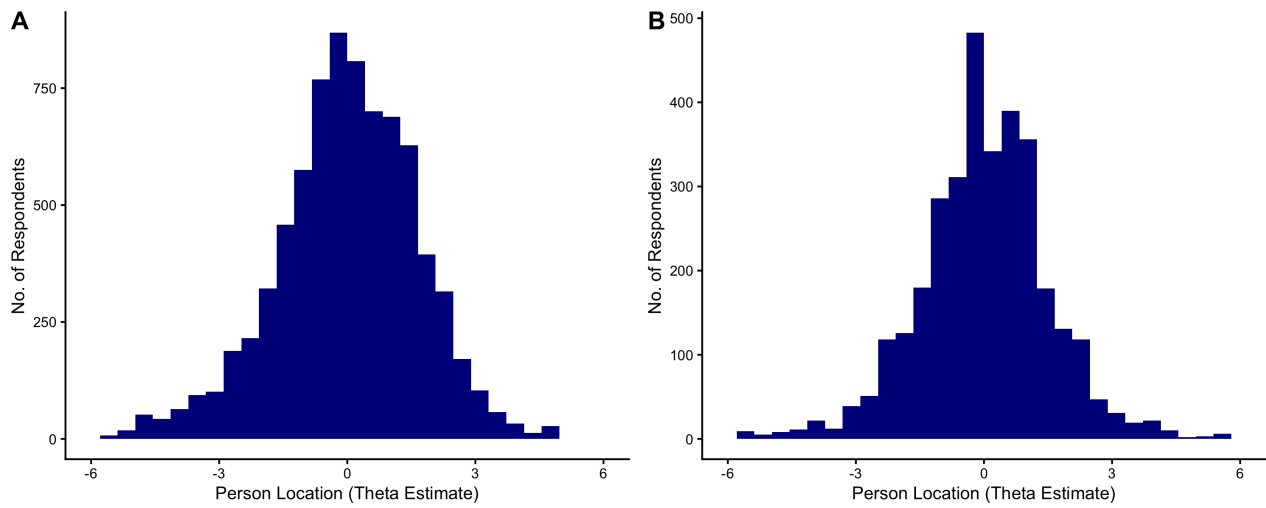 A
No. of Respondents
750
500
250
0
-6 -3 0 3 6
Person Location (Theta Estimate)
B
No. of Respondents
500
400
300
200
100
0
-6 -3 0 3 6
Person Location (Theta Estimate)